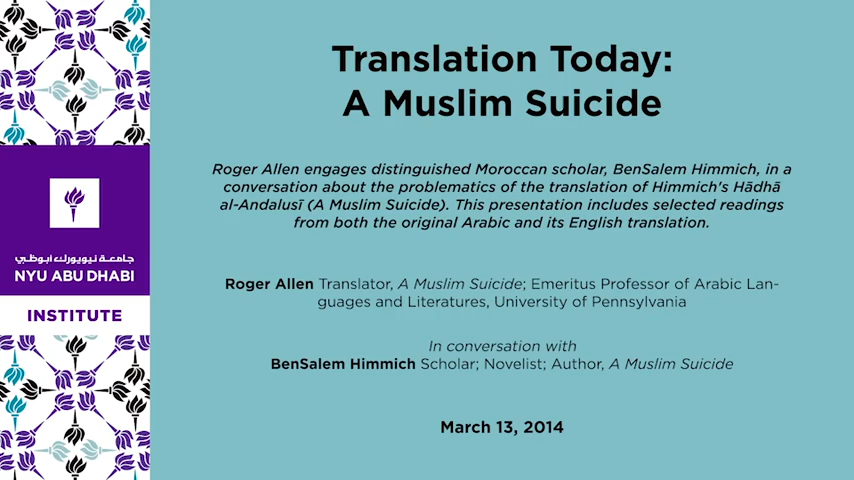 Translation Today:
A Muslim Suicide
Roger Allen engages distinguished Moroccan scholar, BenSalem Himmich, in a
conversation about the problematics of the translation of Himmich's Hādhā
al-Andalusī (A Muslim Suicide). This presentation includes selected readings
from both the original Arabic and its English translation.
جامعـة نيويورك أبوظبي
NYU ABU DHABI
INSTITUTE
Roger Allen Translator, A Muslim Suicide; Emeritus Professor of Arabic Lan-
guages and Literatures, University of Pennsylvania
In conversation with
BenSalem Himmich Scholar; Novelist; Author, A Muslim Suicide
March 13, 2014